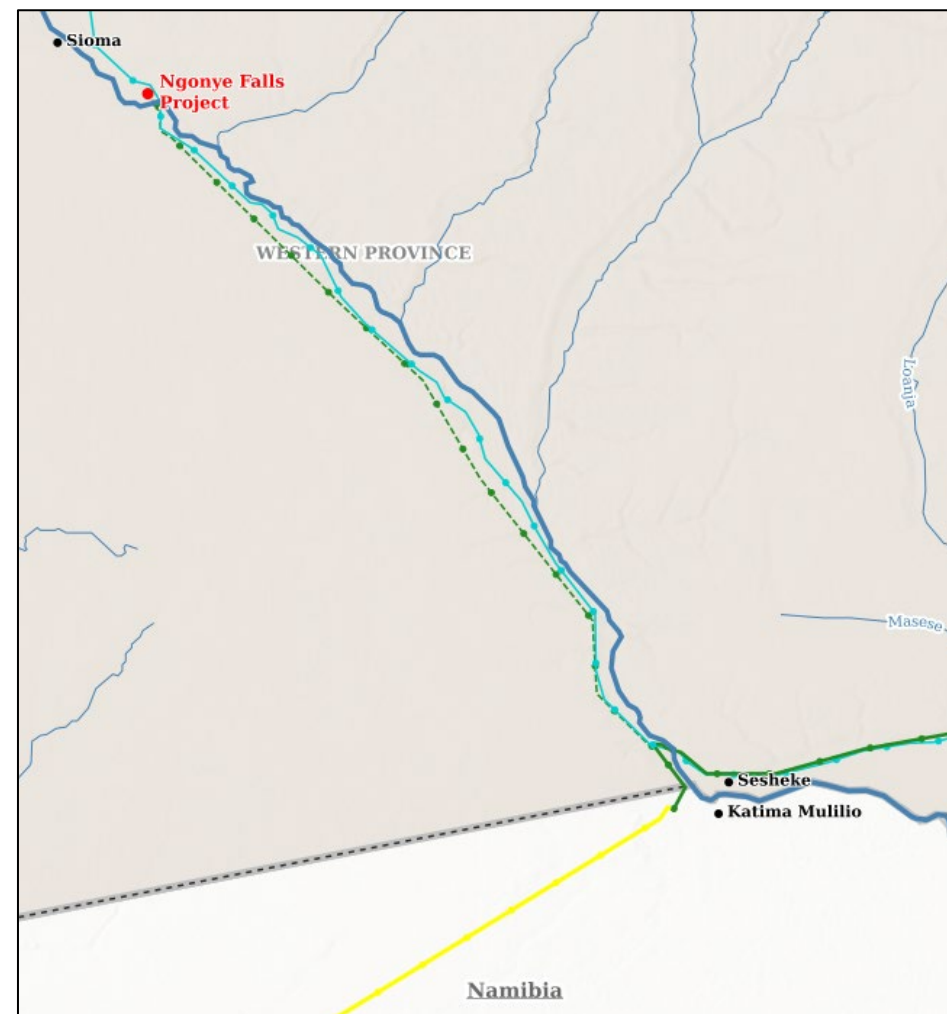 Sioma
Ngonye Falls
Project
WESTERN PROVINCE
Loanja
Masese
Sesheke
Katima Mulilio
Namibia